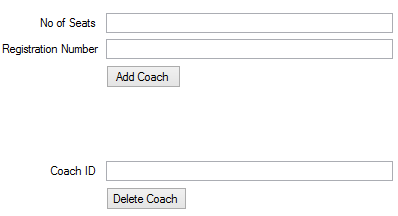 No of Seats
Registration Number
Add Coach
Coach ID
Delete Coach